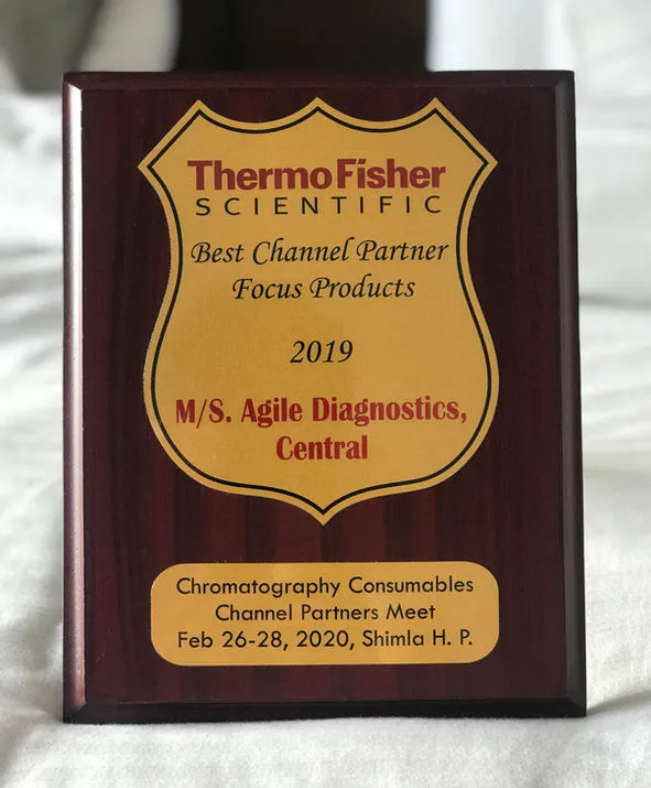 ThermoFisher
SCIENTIFIC
Best Channel Partner
Focus Products
2019
M/S. Agile Diagnostics,
Central
Chromatography Consumables
Channel Partners Meet
Feb 26-28, 2020, Shimla H. P.